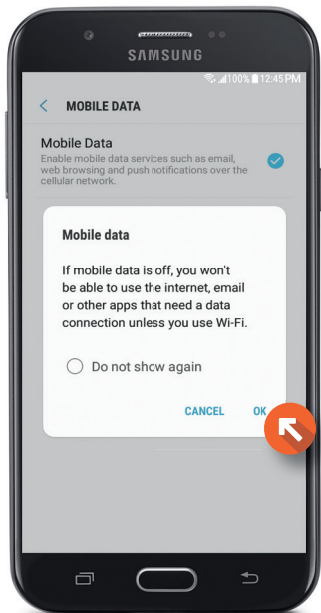 SAMSUNG
100% 12:45 PM
MOBILE DATA
Mobile Data
Enable mobile data services such as email,
web browsing and push notifications over the
cellular network.
Mobile data
If mobile data is off, you won't
be able to use the internet, email
or other apps that need a data
connection unless you use Wi-Fi.
Do not show again
CANCEL OK